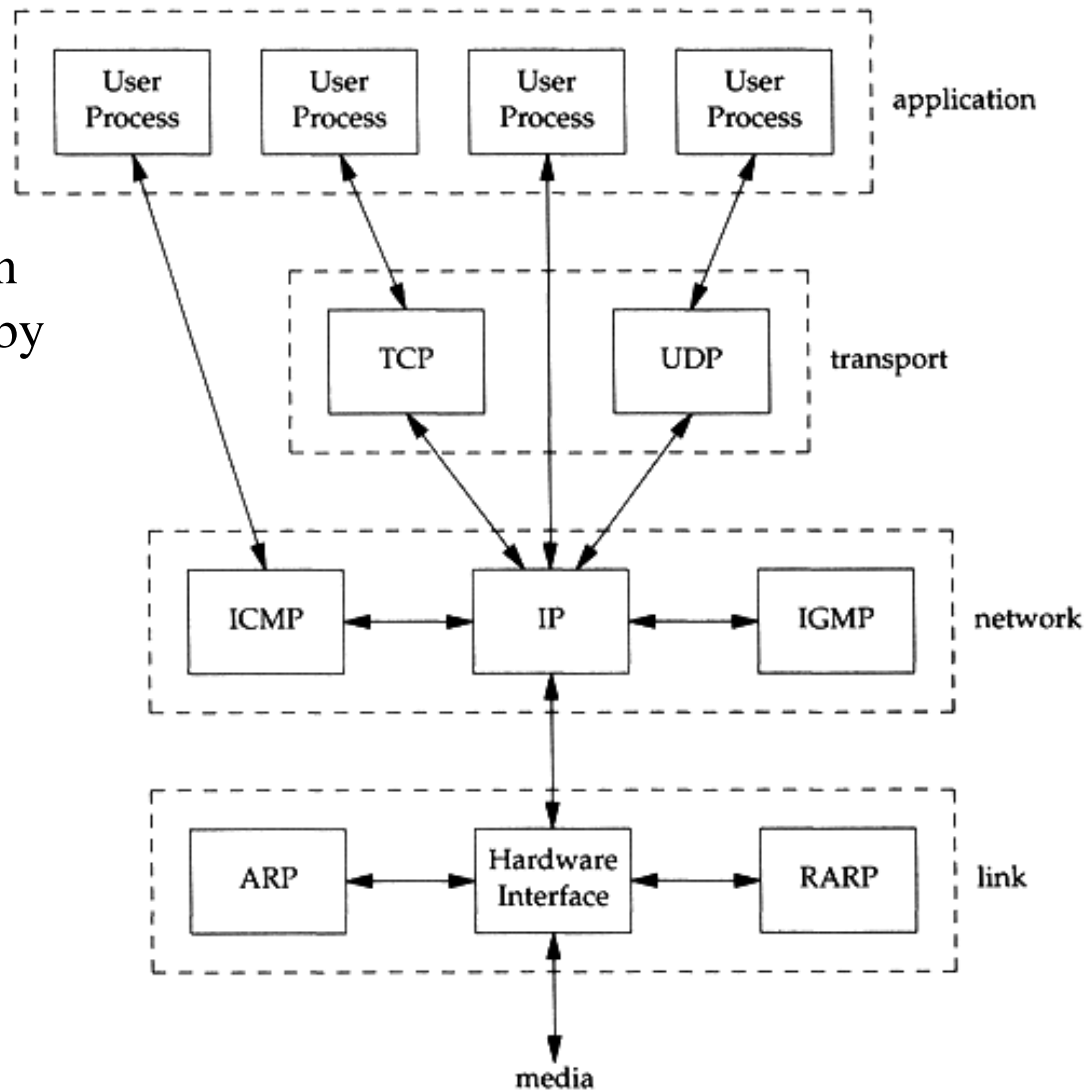 User
Process
User
Process
User
Process
User
Process
application
by
TCP
UDP
transport
ICMP
IP
IGMP
network
ARP
Hardware
Interface
RARP
link
media